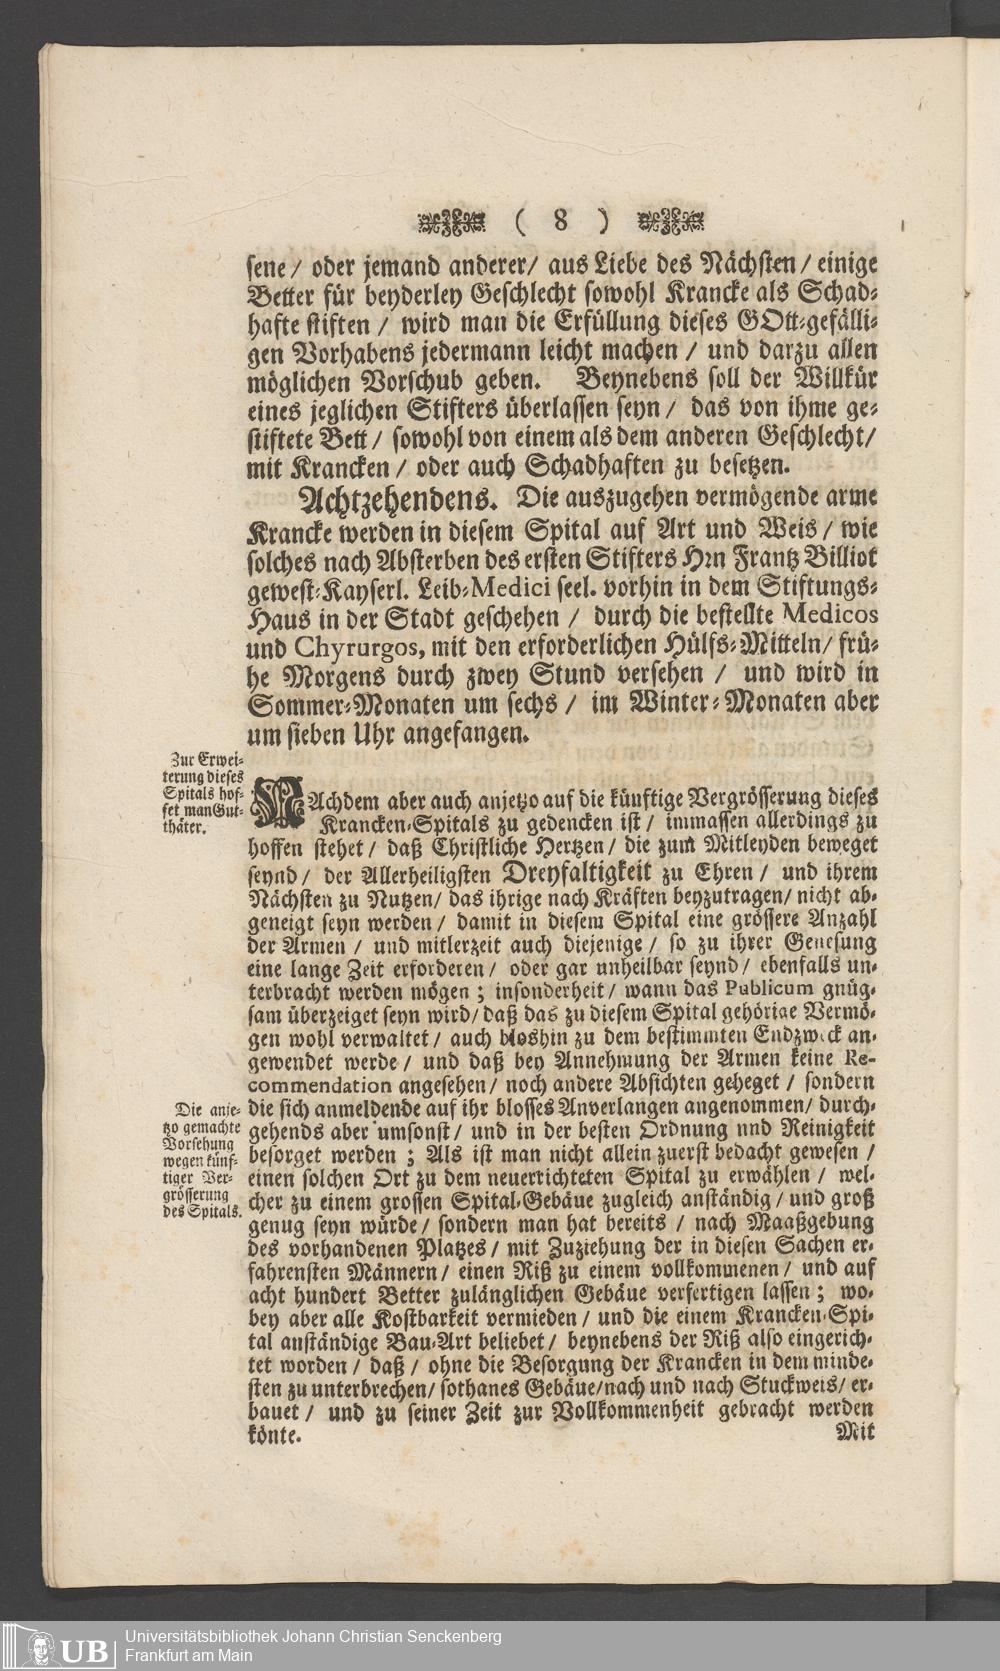 ( 8 )
sene / oder jemand anderer / aus Liebe des Nächsten / einige
Better für beyderley Geschlecht sowohl Krancke als Schad-
hafte stiften / wird man die Erfüllung dieses GOtt-gefälli-
gen Vorhabens jedermann leicht machen / und darzu allen
möglichen Vorschub geben. Beynebens soll der Willkür
eines jeglichen Stifters überlassen seyn / das von ihme ge-
stiftete Bett / sowohl von einem als dem anderen Geschlecht /
mit Krancken / oder auch Schadhaften zu besetzen.
Achtzehendens. Die auszugehen vermögende arme
Krancke werden in diesem Spital auf Art und Weis / wie
solches nach Absterben des ersten Stifters Hrn Frantz Billiot
gewest-Kayserl. Leib-Medici seel. vorhin in dem Stiftungs-
Haus in der Stadt geschehen / durch die bestellte Medicos
und Chyrurgos, mit den erforderlichen Hülfs-Mitteln / frü-
he Morgens durch zwey Stund versehen / und wird in
Sommer-Monaten um sechs / im Winter-Monaten aber
um sieben Uhr angefangen.
Zur Erwei-
terung dieses
Spitals hof-
fet man Gut-
thäter.
NAchdem aber auch anjetzo auf die künftige Vergrösserung dieses
Krancken-Spitals zu gedencken ist / immassen allerdings zu
hoffen stehet / daß Christliche Hertzen / die zum Mitleyden beweget
seynd / der Allerheiligsten Dreyfaltigkeit zu Ehren / und ihrem
Nächsten zu Nutzen / das ihrige nach Kräften beyzutragen / nicht ab-
geneigt seyn werden / damit in diesem Spital eine grössere Anzahl
der Armen / und mitlerzeit auch diejenige / so zu ihrer Genesung
eine lange Zeit erforderen / oder gar unheilbar seynd / ebenfalls un-
terbracht werden mögen ; insonderheit / wann das Publicum gnüg-
sam überzeiget seyn wird / daß das zu diesem Spital gehörige Vermö-
gen wohl verwaltet / auch bloshin zu dem bestimmten Endzweck an-
gewendet werde / und daß bey Annehmung der Armen keine Re-
commendation angesehen / noch andere Absichten geheget / sondern
die sich anmeldende auf ihr blosses Anverlangen angenommen / durch-
gehends aber umsonst / und in der besten Ordnung nnd Reinigkeit
besorget werden ; Als ist man nicht allein zuerst bedacht gewesen /
einen solchen Ort zu dem neuerrichteten Spital zu erwählen / wel-
cher zu einem grossen Spital-Gebäue zugleich anständig / und groß
genug seyn würde / sondern man hat bereits / nach Maaßgebung
des vorhandenen Platzes / mit Zuziehung der in diesen Sachen er-
fahrensten Männern / einen Riß zu einem vollkommenen / und auf
acht hundert Better zulänglichen Gebäue verfertigen lassen ; wo-
bey aber alle Kostbarkeit vermieden / und die einem Krancken-Spi-
tal anständige Bau-Art beliebet / beynebens der Riß also eingerich-
tet worden / daß / ohne die Besorgung der Krancken in dem minde-
sten zu unterbrechen / sothanes Gebäue / nach und nach Stuckweis / er-
bauet / und zu seiner Zeit zur Vollkommenheit gebracht werden
könte.
Die anje-
tzo gemachte
Vorsehung
wegen künf-
tiger Ver-
grösserung
des Spitals.
Mit
UB
Universitätsbibliothek Johann Christian Senckenberg
Frankfurt am Main